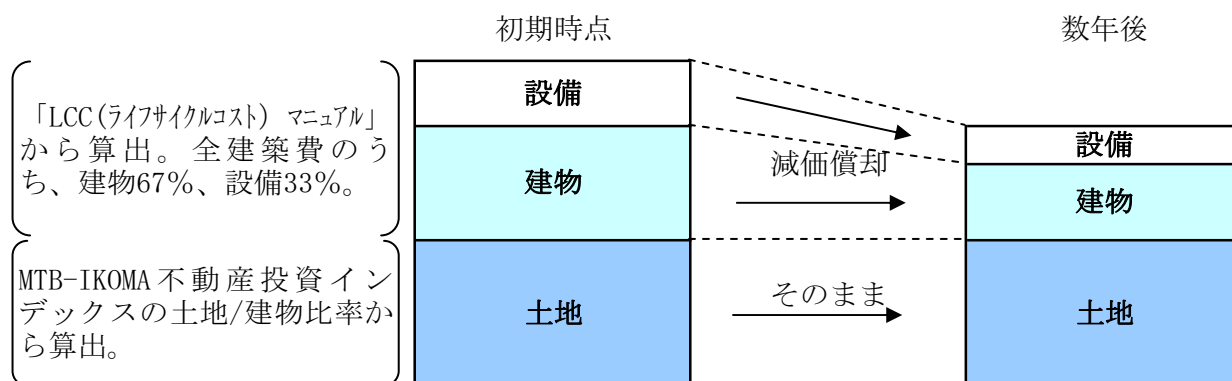 初期時点
数年後
「LCC(ﾗｲﾌｻｲｸﾙｺｽﾄ) ﾏﾆｭｱﾙ」
から算出。全建築費のう
ち、建物67%、設備33%。
設備
建物
減価償却
設備
建物
MTB-IKOMA不動産投資イン
デックスの土地/建物比率か
ら算出。
土地
そのまま
土地